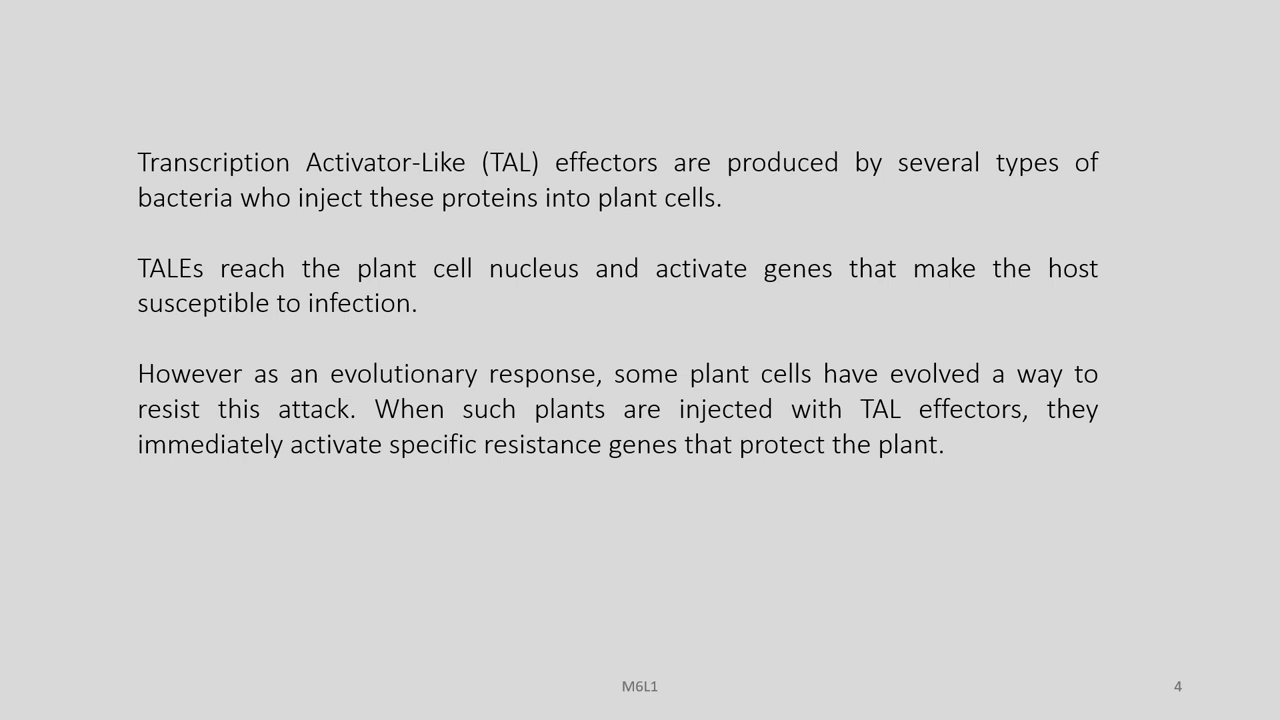 Transcription Activator-Like (TAL) effectors are produced by several types of
bacteria who inject these proteins into plant cells.
TALEs reach the plant cell nucleus and activate genes that make the host
susceptible to infection.
However as an evolutionary response, some plant cells have evolved a way to
resist this attack. When such plants are injected with TAL effectors, they
immediately activate specific resistance genes that protect the plant.
M6L1
4